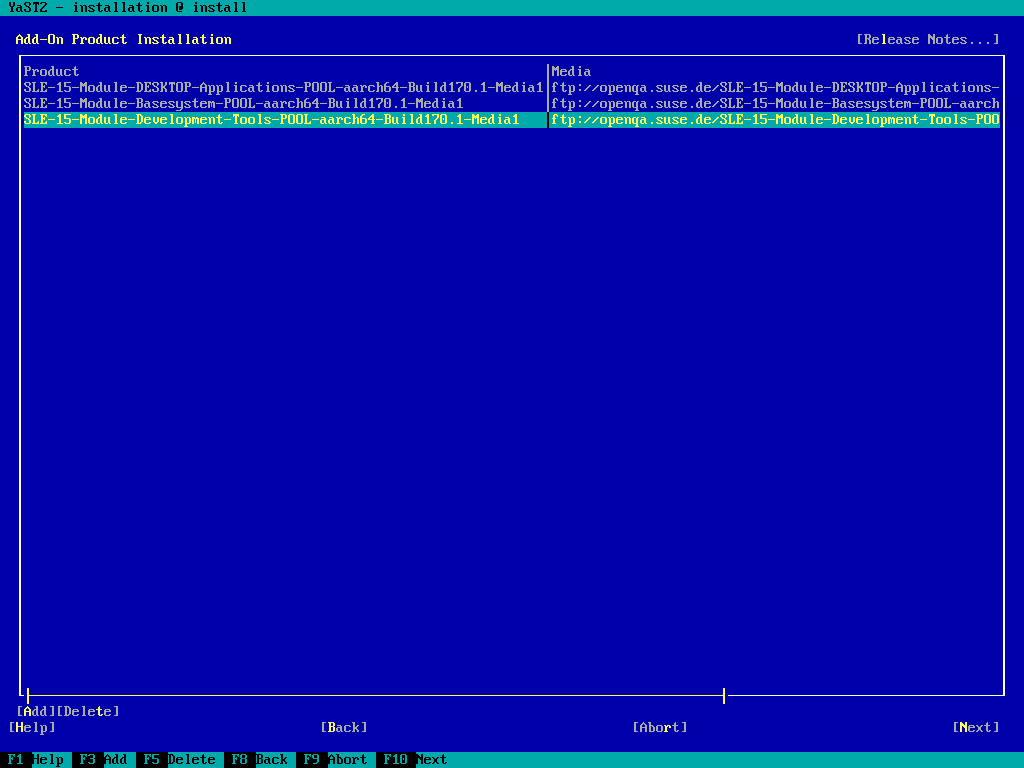 YaST2 - installation @ install
Add-On Product Installation [Release Notes...]
Product Media
SLE-15-Module-DESKTOP-Applications-POOL-aarch64-Build170.1-Media1 ftp://openqa.suse.de/SLE-15-Module-DESKTOP-Applications-
SLE-15-Module-Basesystem-POOL-aarch64-Build170.1-Media1 ftp://openqa.suse.de/SLE-15-Module-Basesystem-POOL-aarch
SLE-15-Module-Development-Tools-POOL-aarch64-Build170.1-Media1 ftp://openqa.suse.de/SLE-15-Module-Development-Tools-POO
[Add][Delete]
[Help] [Back] [Abort] [Next]
F1 Help F3 Add F5 Delete F8 Back F9 Abort F10 Next